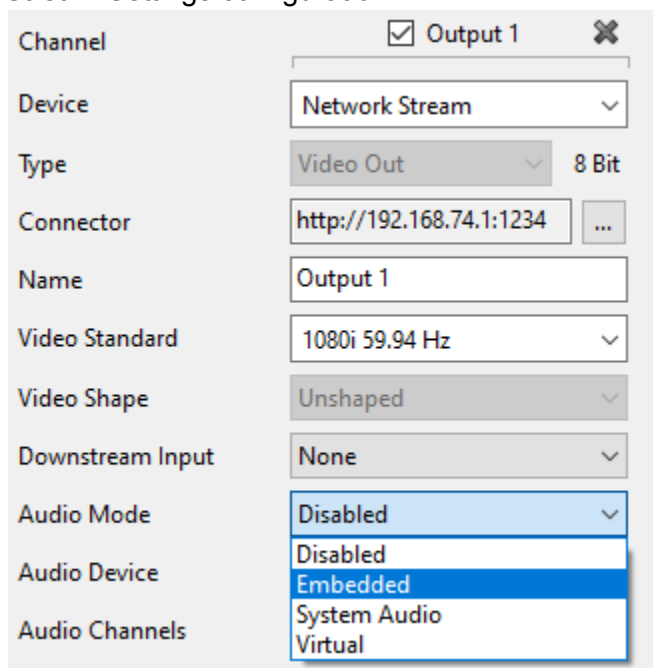 Channel
Output 1
Device
Network Stream
Type
Video Out
8 Bit
Connector
http://192.168.74.1:1234
...
Name
Output 1
Video Standard
1080i 59.94 Hz
Video Shape
Unshaped
Downstream Input
None
Audio Mode
Disabled
Disabled
Audio Device
Embedded
System Audio
Audio Channels
Virtual